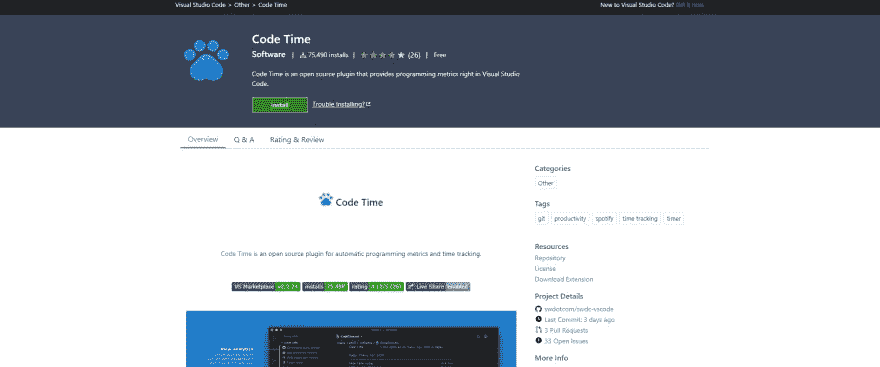 Visual Studio Code > Other > Code Time
New to Visual Studio Code? Get it now.
Code Time
Software | 75,490 installs | (26) | Free
Code Time is an open source plugin that provides programming metrics right in Visual Studio
Code.
Install
Trouble Installing?
Overview
Q & A
Rating & Review
Code Time
Code Time is an open source plugin for automatic programming metrics and time tracking.
VS Marketplace v2.2.24 installs 75.49K rating (26) Live Share enabled
Categories
Other
Tags
git productivity spotify time tracking timer
Resources
Repository
License
Download Extension
Project Details
swdotcom/swdc-vscode
Last Commit: 3 days ago
3 Pull Requests
33 Open Issues
More Info